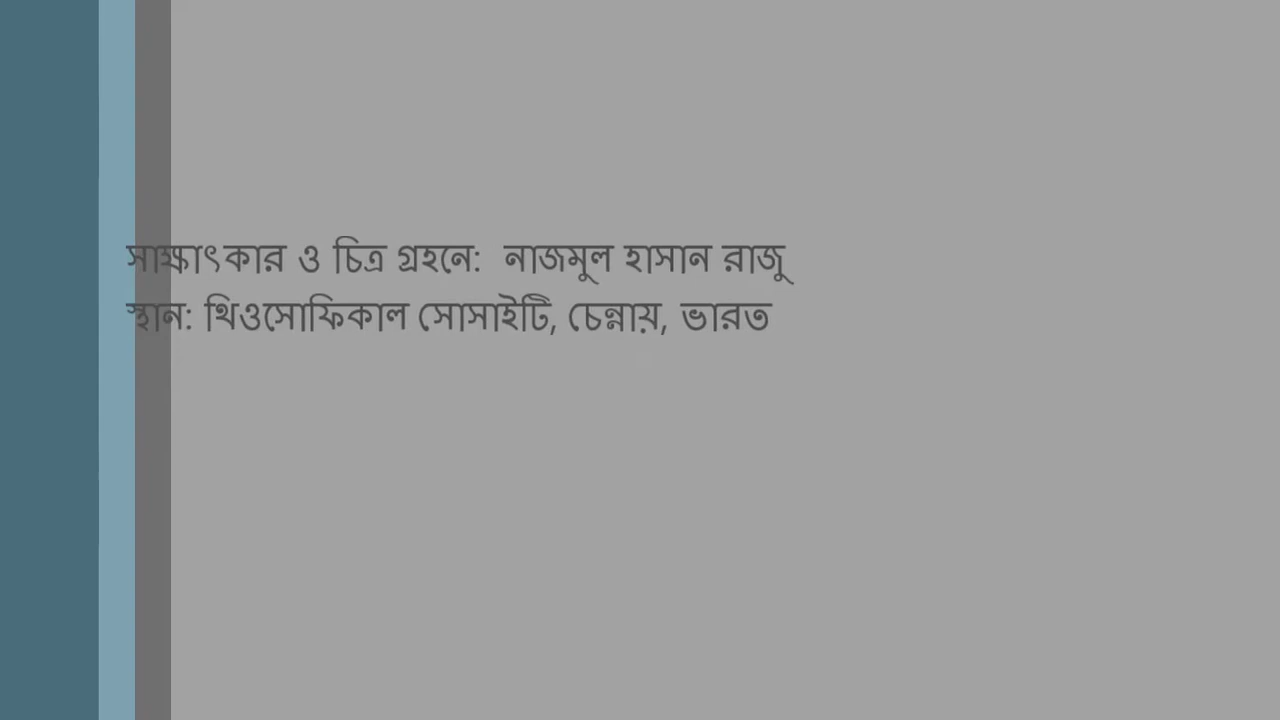 সাক্ষাৎকার ও চিত্র গ্রহনে: নাজমুল হাসান রাজু
স্থান: থিওসোফিকাল সোসাইটি, চেন্নায়, ভারত